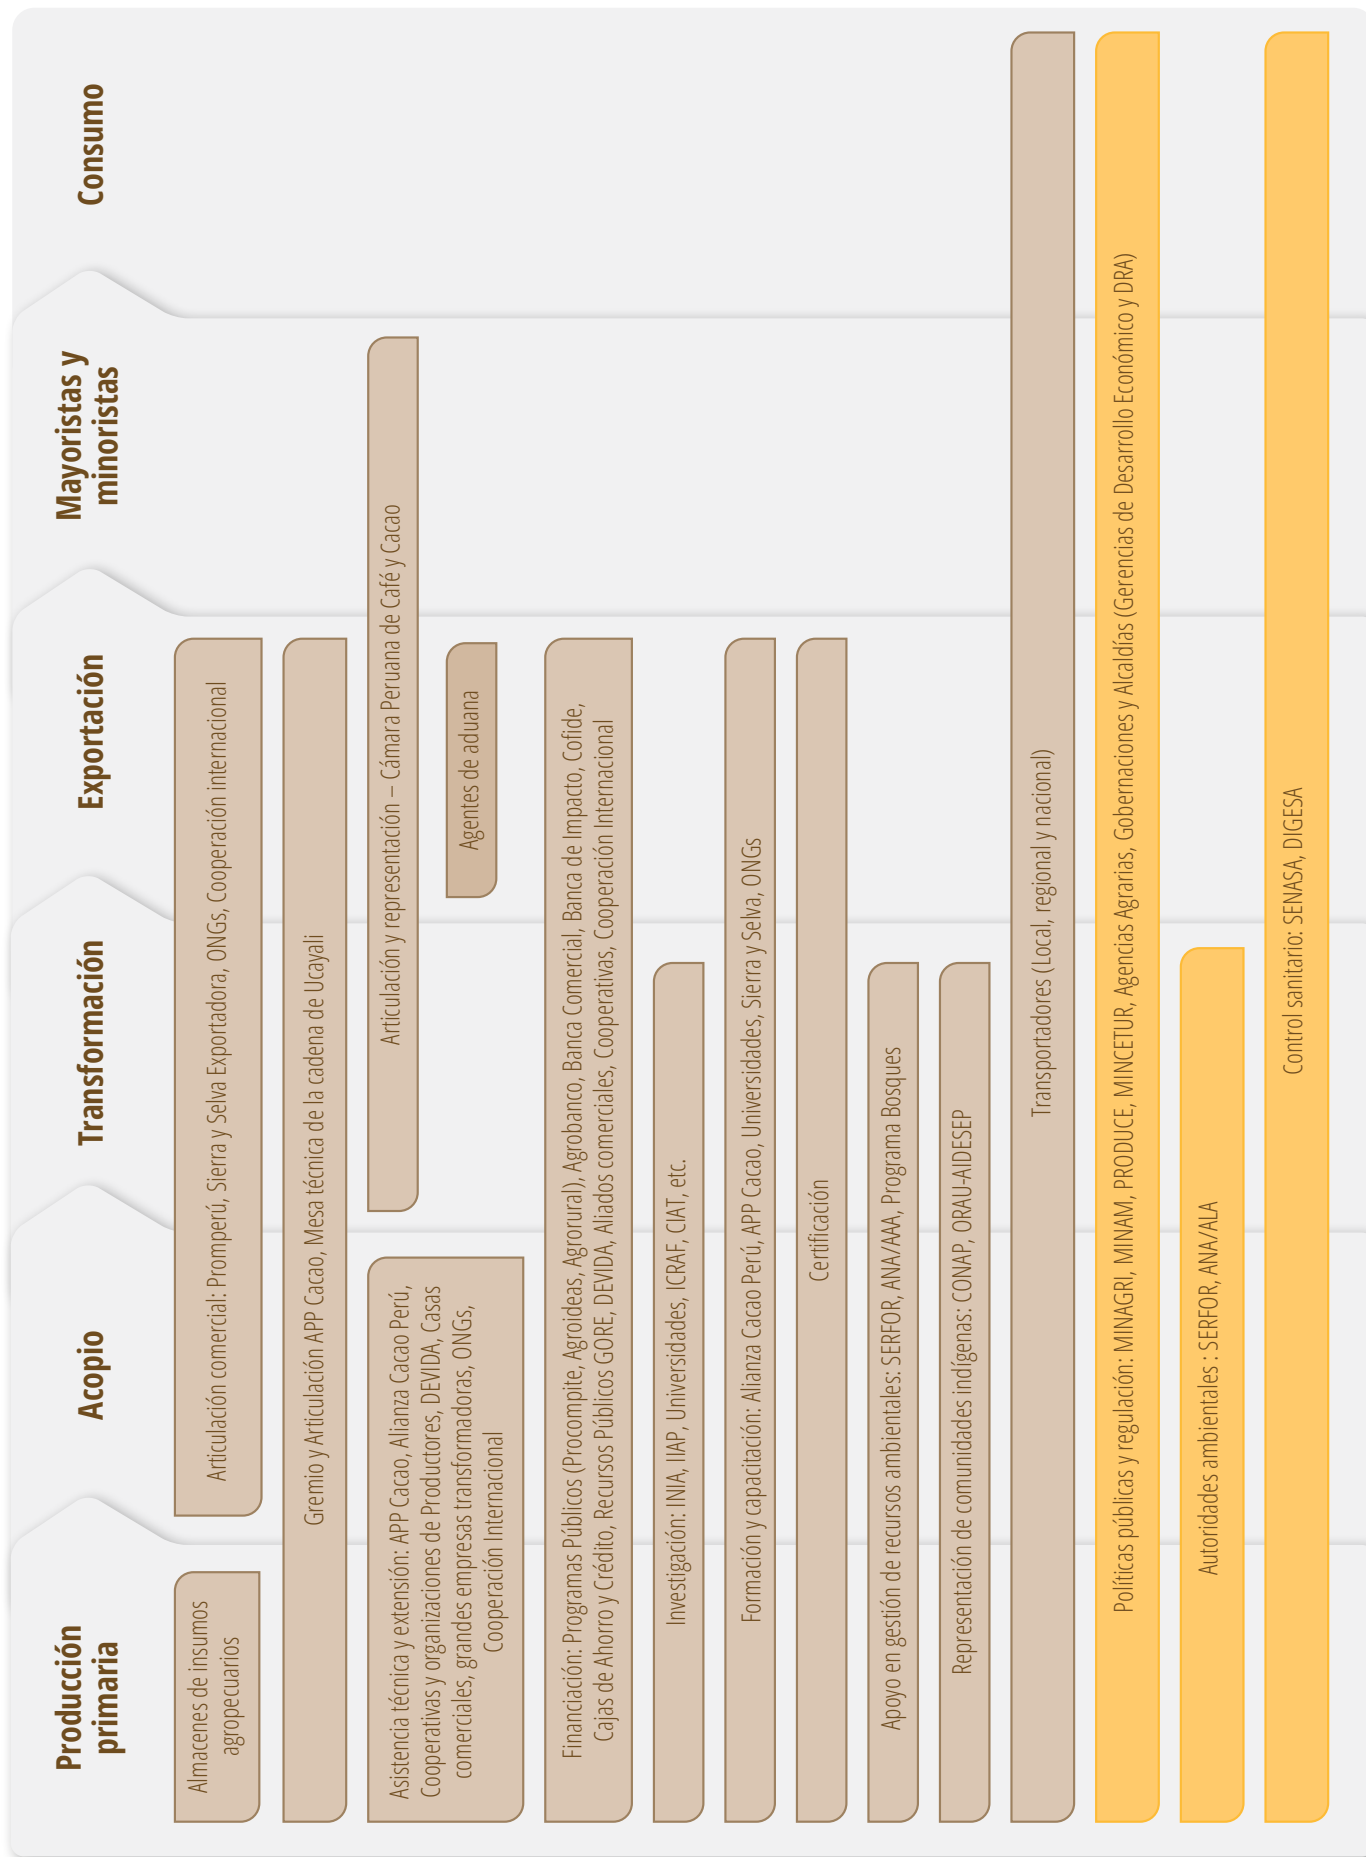 Producción
primaria
Acopio
Transformación
Exportación
Mayoristas y
minoristas
Consumo
Almacenes de insumos
agropecuarios
Articulación comercial: Promperú, Sierra y Selva Exportadora, ONGs, Cooperación internacional
Gremio y Articulación APP Cacao, Mesa técnica de la cadena de Ucayali
Asistencia técnica y extensión: APP Cacao, Alianza Cacao Perú,
Cooperativas y organizaciones de Productores, DEVIDA, Casas
comerciales, grandes empresas transformadoras, ONGs,
Cooperación Internacional
Articulación y representación – Cámara Peruana de Café y Cacao
Agentes de aduana
Financiación: Programas Públicos (Procompite, Agroideas, Agrorural), Agrobanco, Banca Comercial, Banca de Impacto, Cofide,
Cajas de Ahorro y Crédito, Recursos Públicos GORE, DEVIDA, Aliados comerciales, Cooperativas, Cooperación Internacional
Investigación: INIA, IIAP, Universidades, ICRAF, CIAT, etc.
Formación y capacitación: Alianza Cacao Perú, APP Cacao, Universidades, Sierra y Selva, ONGs
Certificación
Apoyo en gestión de recursos ambientales: SERFOR, ANA/AAA, Programa Bosques
Representación de comunidades indígenas: CONAP, ORAU-AIDESEP
Transportadores (Local, regional y nacional)
Políticas públicas y regulación: MINAGRI, MINAM, PRODUCE, MINCETUR, Agencias Agrarias, Gobernaciones y Alcaldías (Gerencias de Desarrollo Económico y DRA)
Autoridades ambientales : SERFOR, ANA/ALA
Control sanitario: SENASA, DIGESA